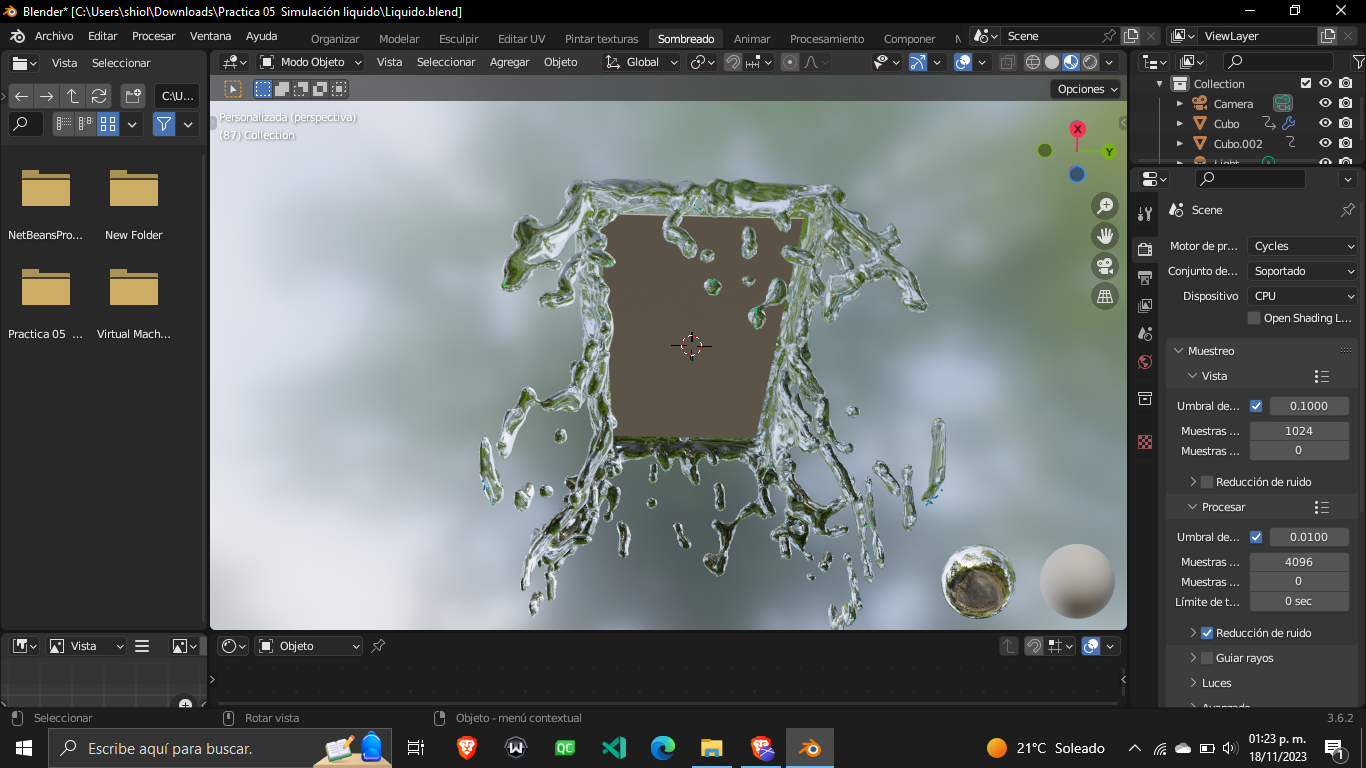 Blender* [C:\Users\shiol\Downloads\Practica 05  Simulación liquido\Liquido.blend]
Archivo Editar Procesar Ventana Ayuda
Organizar Modelar Esculpir Editar UV Pintar texturas Sombreado Animar Procesamiento Componer
Scene
ViewLayer
Vista Seleccionar
C:\U...
NetBeansPro... New Folder
Practica 05 ... Virtual Mach...
Modo Objeto Vista Seleccionar Agregar Objeto Global
Opciones
Personalizada (perspectiva)
(87) Collection
X
Y
Collection
Camera
Cubo
Cubo.002
Light
Scene
Motor de pr... Cycles
Conjunto de... Soportado
Dispositivo CPU
Open Shading L...
Muestreo
Vista
Umbral de... 0.1000
Muestras ... 1024
Muestras ... 0
Reducción de ruido
Procesar
Umbral de... 0.0100
Muestras ... 4096
Muestras ... 0
Límite de t... 0 sec
Reducción de ruido
Guiar rayos
Luces
Avanzado
Vista
Objeto
Seleccionar
Rotar vista
Objeto - menú contextual
3.6.2
Escribe aquí para buscar.
QC
21°C Soleado
01:23 p. m.
18/11/2023
1